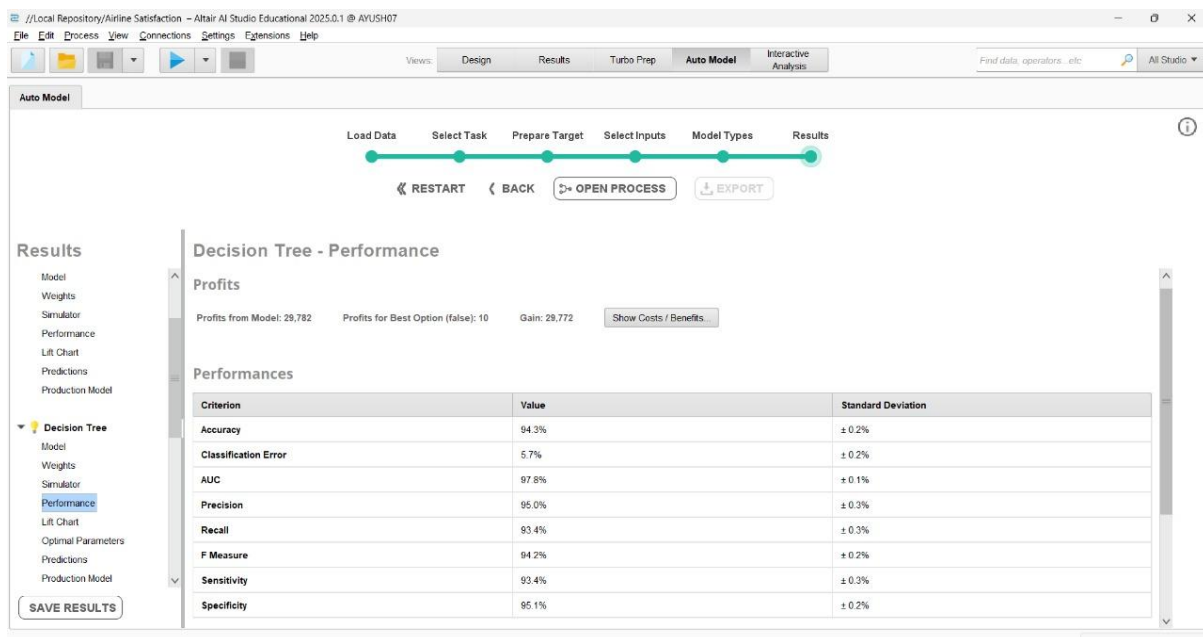 //Local Repository/Airline Satisfaction – Altair AI Studio Educational 2025.0.1 @ AYUSH07
File Edit Process View Connections Settings Extensions Help
Views: Design Results Turbo Prep Auto Model Interactive Analysis
Find data, operators...etc All Studio
Auto Model
Load Data Select Task Prepare Target Select Inputs Model Types Results
RESTART BACK OPEN PROCESS EXPORT
Results
Model
Weights
Simulator
Performance
Lift Chart
Predictions
Production Model
Decision Tree
Model
Weights
Simulator
Performance
Lift Chart
Optimal Parameters
Predictions
Production Model
SAVE RESULTS
Decision Tree - Performance
Profits
Profits from Model: 29,782 Profits for Best Option (false): 10 Gain: 29,772 Show Costs / Benefits...
Performances
Criterion Value Standard Deviation
Accuracy 94.3% ± 0.2%
Classification Error 5.7% ± 0.2%
AUC 97.8% ± 0.1%
Precision 95.0% ± 0.3%
Recall 93.4% ± 0.3%
F Measure 94.2% ± 0.2%
Sensitivity 93.4% ± 0.3%
Specificity 95.1% ± 0.2%